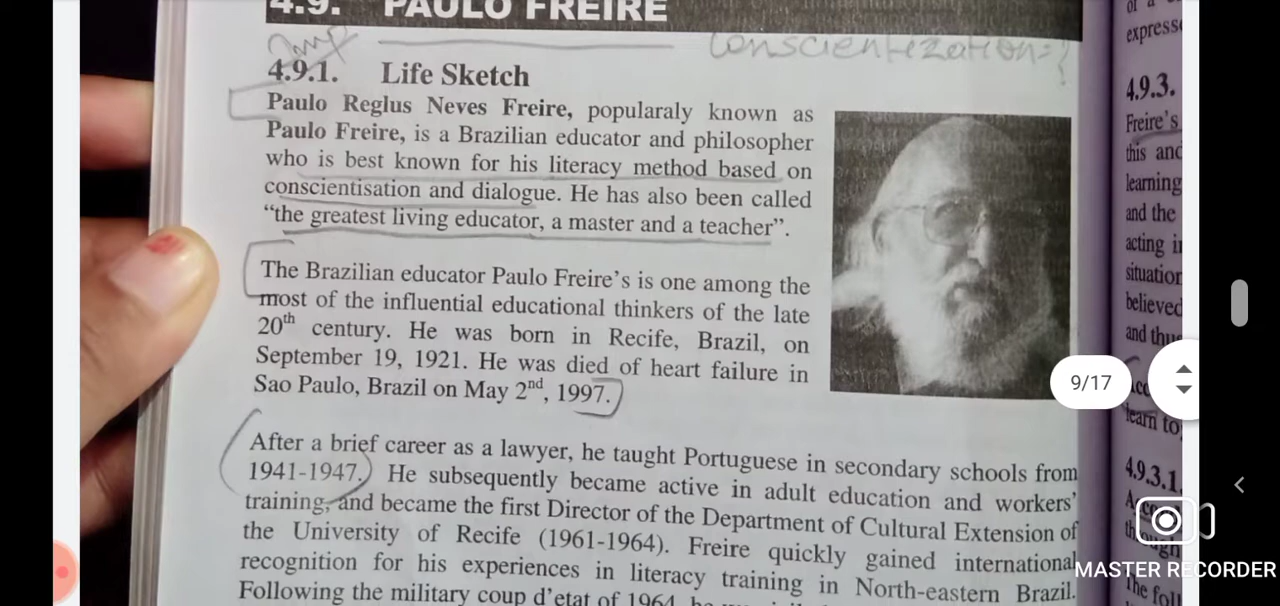 4.9. PAULO FREIRE
Imp
conscientization=?
4.9.1. Life Sketch
Paulo Reglus Neves Freire, popularaly known as
Paulo Freire, is a Brazilian educator and philosopher
who is best known for his literacy method based on
conscientisation and dialogue. He has also been called
“the greatest living educator, a master and a teacher”.
The Brazilian educator Paulo Freire’s is one among the
most of the influential educational thinkers of the late
20th century. He was born in Recife, Brazil, on
September 19, 1921. He was died of heart failure in
Sao Paulo, Brazil on May 2nd, 1997.
After a brief career as a lawyer, he taught Portuguese in secondary schools from
1941-1947. He subsequently became active in adult education and workers’
training, and became the first Director of the Department of Cultural Extension of
the University of Recife (1961-1964). Freire quickly gained international
recognition for his experiences in literacy training in North-eastern Brazil.
Following the military coup d’etat of 1964, he
of a
express
4.9.3.
Freire’s
this and
learning
and the
acting in
situation
believed
and thus
learn to
4.9.3.1
The foll
9/17
MASTER RECORDER